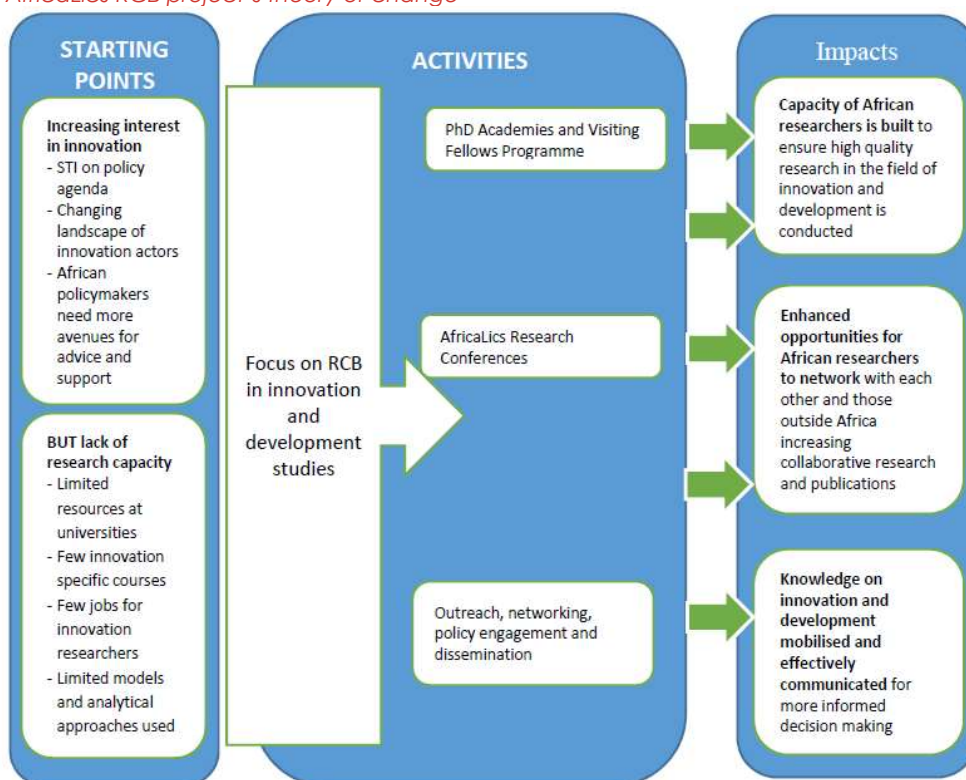 AfricaLics RCB project's theory of change
STARTING
POINTS
Increasing interest
in innovation
- STI on policy
agenda
- Changing
landscape of
innovation actors
- African
policymakers
need more
avenues for
advice and
support
BUT lack of
research capacity
- Limited
resources at
universities
- Few innovation
specific courses
- Few jobs for
innovation
researchers
- Limited models
and analytical
approaches used
Focus on RCB
in innovation
and
development
studies
ACTIVITIES
PhD Academies and Visiting
Fellows Programme
AfricaLics Research
Conferences
Outreach, networking,
policy engagement and
dissemination
Impacts
Capacity of African
researchers is built to
ensure high quality
research in the field of
innovation and
development is
conducted
Enhanced
opportunities for
African researchers
to network with each
other and those
outside Africa
increasing
collaborative research
and publications
Knowledge on
innovation and
development
mobilised and
effectively
communicated for
more informed
decision making